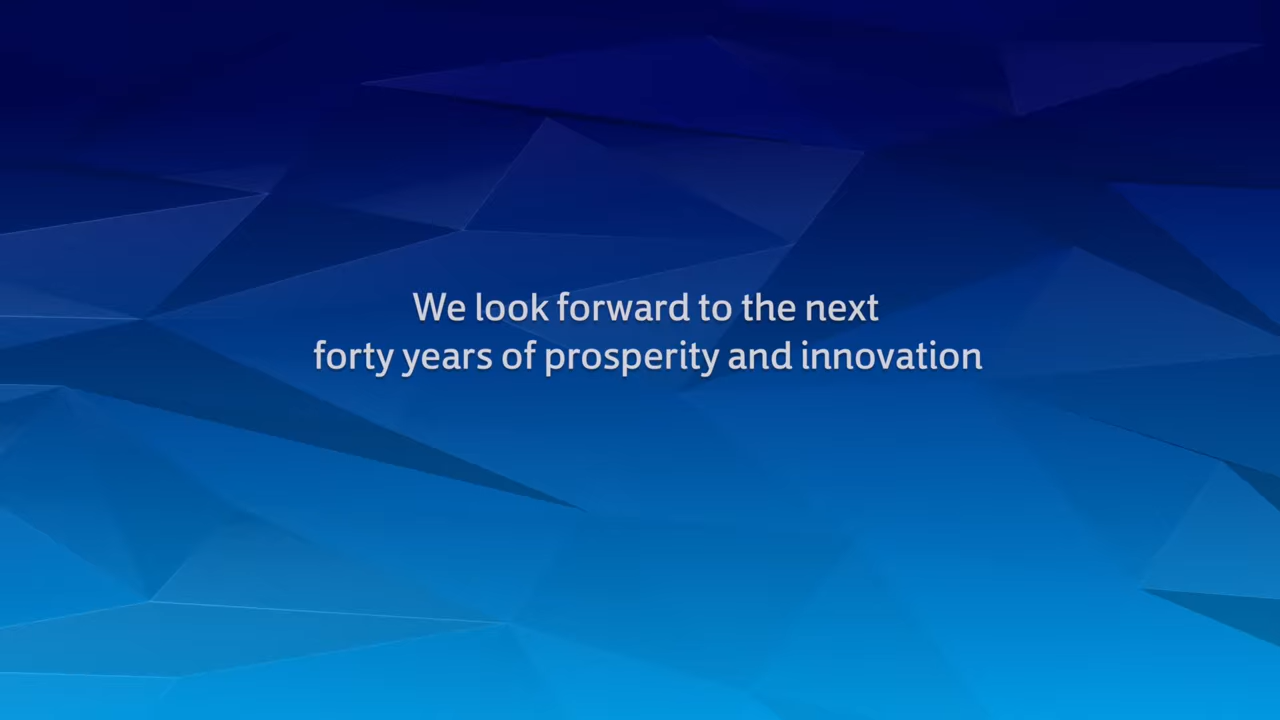 We look forward to the next
forty years of prosperity and innovation